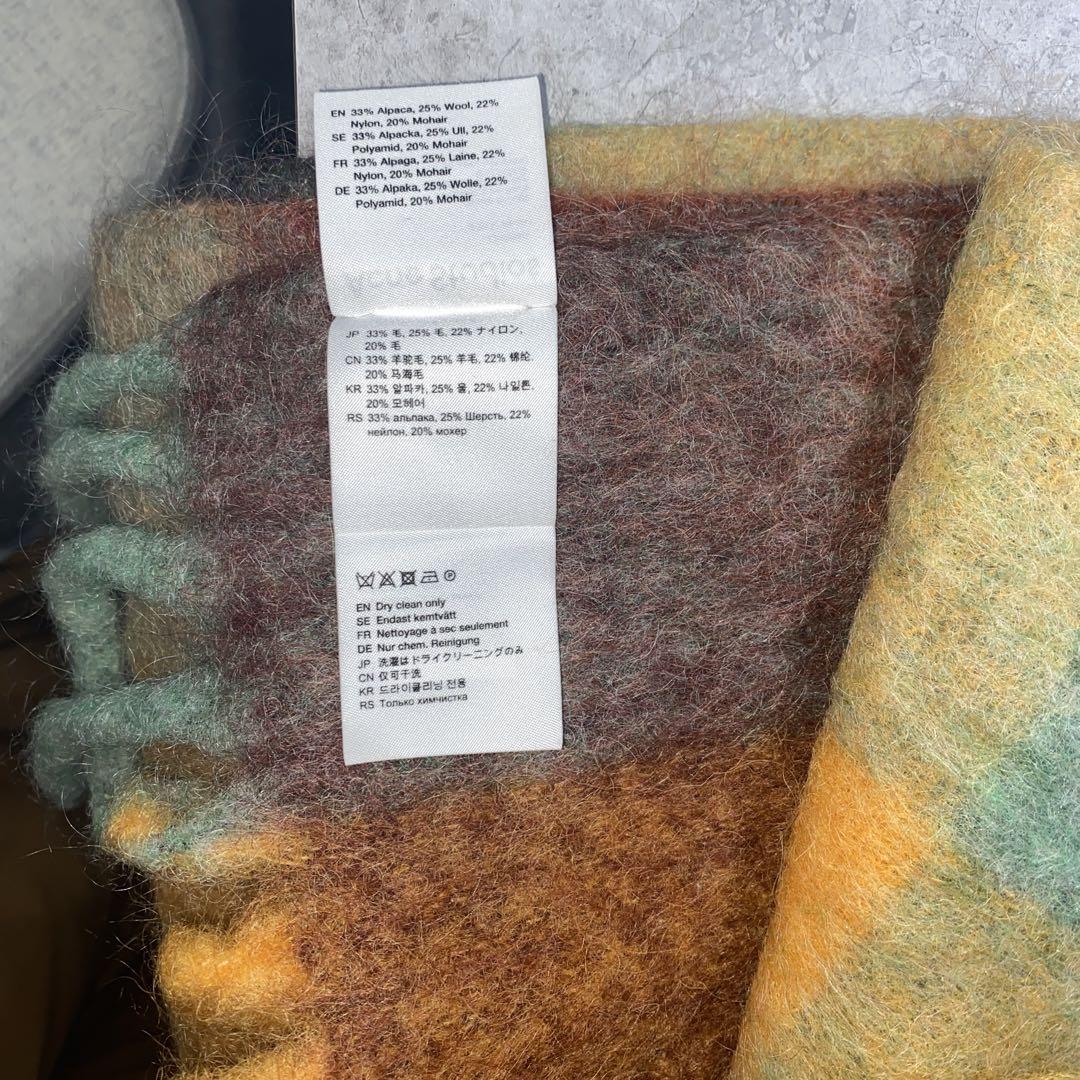 EN 33% Alpaca, 25% Wool, 22%
Nylon, 20% Mohair
SE 33% Alpacka, 25% Ull, 22%
Polyamid, 20% Mohair
FR 33% Alpaga, 25% Laine, 22%
Nylon, 20% Mohair
DE 33% Alpaka, 25% Wolle, 22%
Polyamid, 20% Mohair
Acne Studios
JP 33% 毛, 25% 毛, 22% ナイロン,
20% 毛
CN 33% 羊驼毛, 25% 羊毛, 22% 锦纶,
20% 马海毛
KR 33% 알파카, 25% 울, 22% 나일론,
20% 모헤어
RS 33% альпака, 25% Шерсть, 22%
нейлон, 20% мохер
EN Dry clean only
SE Endast kemtvätt
FR Nettoyage à sec seulement
DE Nur chem. Reinigung
JP 洗濯はドライクリーニングのみ
CN 仅可干洗
KR 드라이클리닝 전용
RS Только химчистка